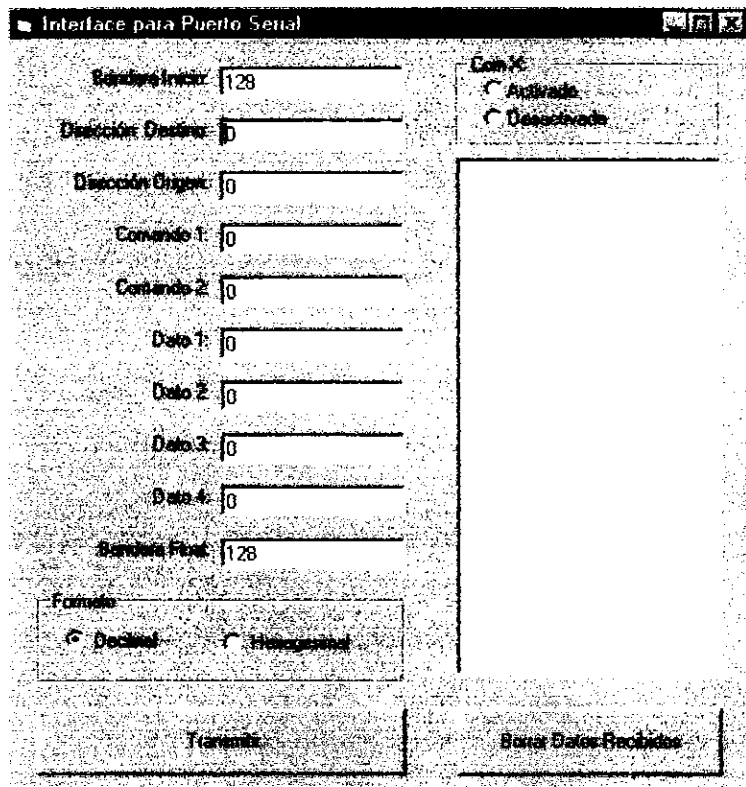 Interface para Puerto Serial
Bandera Inicio: 128
Dirección Destino: 0
Dirección Origen: 0
Comando 1: 0
Comando 2: 0
Dato 1: 0
Dato 2: 0
Dato 3: 0
Dato 4: 0
Bandera Final: 128
Formato
Decimal
Transmitir
Com X:
Activado
Desactivado
Borrar Datos Recibidos